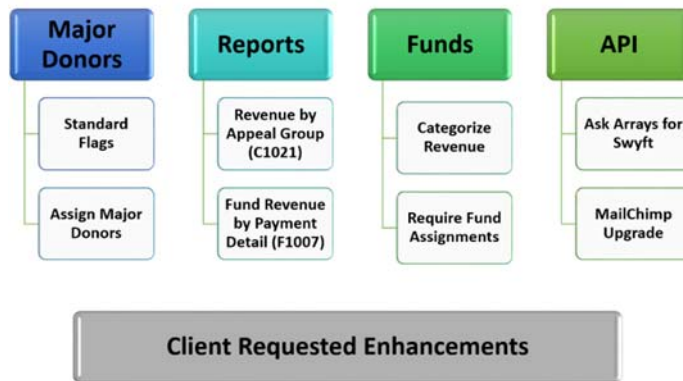 Major
Donors
Standard
Flags
Assign Major
Donors
Reports
Revenue by
Appeal Group
(C1021)
Fund Revenue
by Payment
Detail (F1007)
Funds
Categorize
Revenue
Require Fund
Assignments
API
Ask Arrays for
Swyft
MailChimp
Upgrade
Client Requested Enhancements